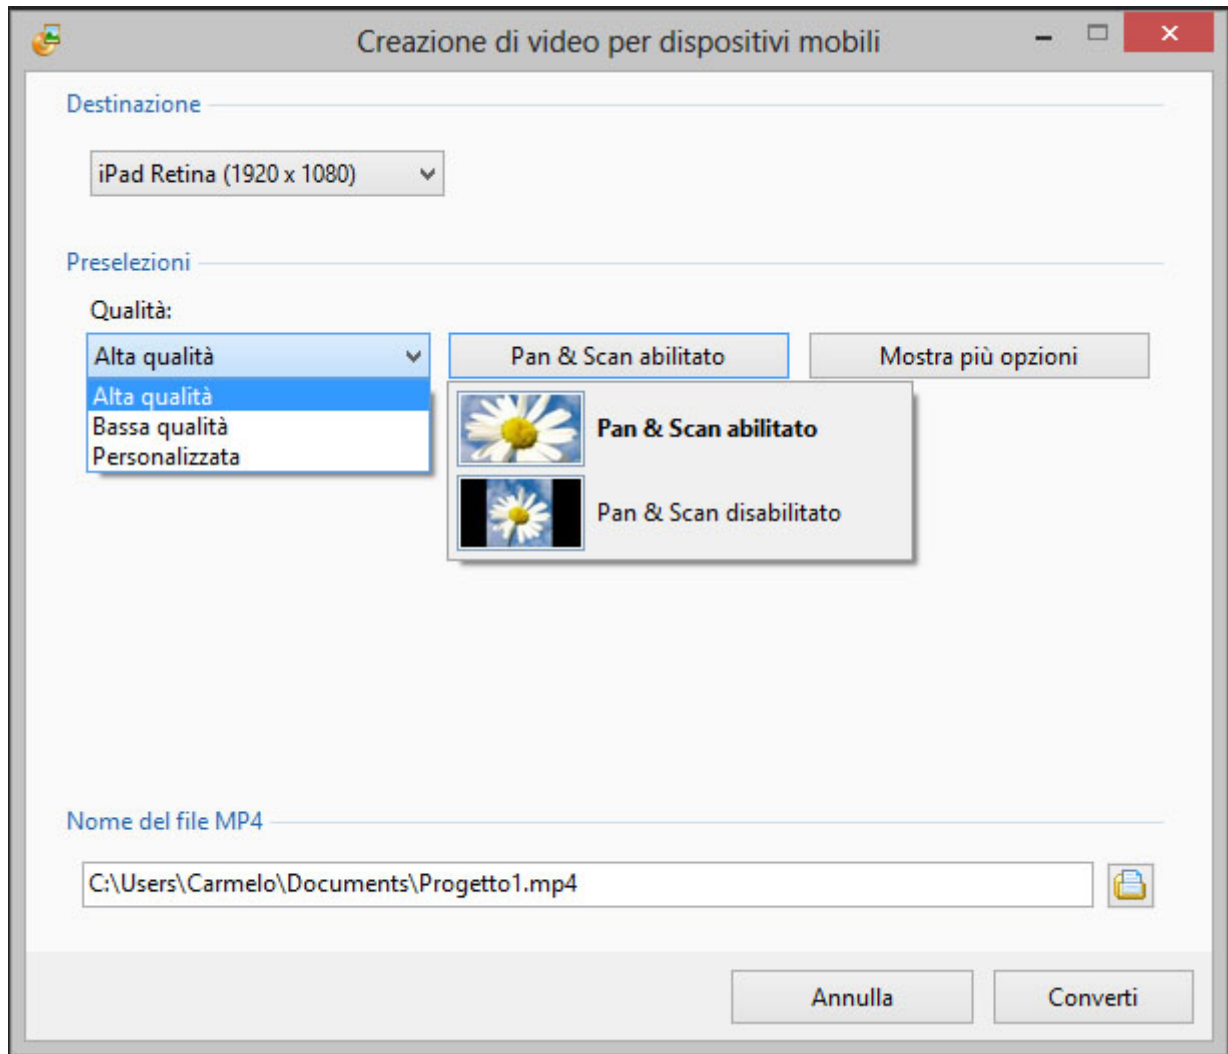 Creazione di video per dispositivi mobili
Destinazione
iPad Retina (1920 x 1080)
Preselezioni
Qualità:
Alta qualità
Pan & Scan abilitato
Mostra più opzioni
Alta qualità
Bassa qualità
Personalizzata
Pan & Scan abilitato
Pan & Scan disabilitato
Nome del file MP4
C:\Users\Carmelo\Documents\Progetto1.mp4
Annulla
Converti